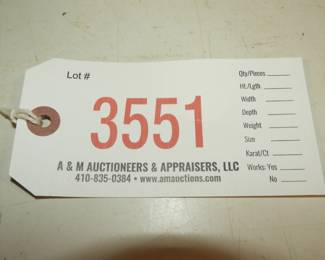 Lot #
3551
A & M AUCTIONEERS & APPRAISERS, LLC
410-835-0384 • www.amauctions.com
Qty/Pieces
Ht./Lgth
Width
Depth
Weight
Size
Karat/Ct
Works: Yes
No